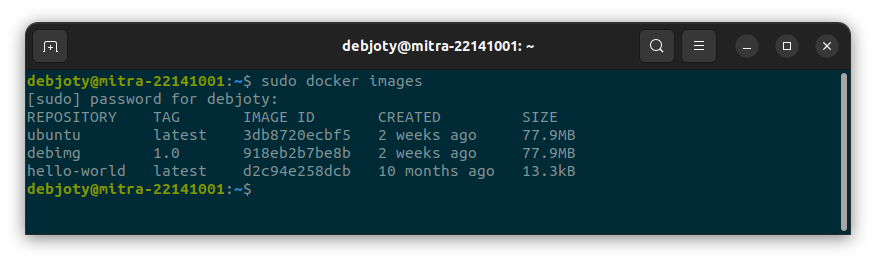 debjoty@mitra-22141001: ~
debjoty@mitra-22141001:~$ sudo docker images
[sudo] password for debjoty:
REPOSITORY    TAG       IMAGE ID       CREATED         SIZE
ubuntu        latest    3db8720ecbf5   2 weeks ago     77.9MB
debimg        1.0       918eb2b7be8b   2 weeks ago     77.9MB
hello-world   latest    d2c94e258dcb   10 months ago   13.3kB
debjoty@mitra-22141001:~$